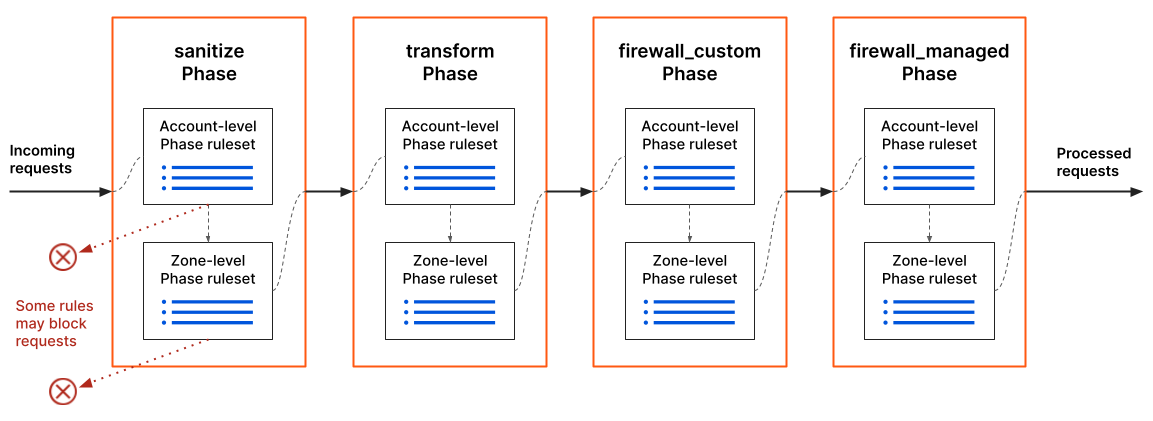 sanitize
Phase
transform
Phase
firewall_custom
Phase
firewall_managed
Phase
Incoming
requests
Account-level
Phase ruleset
Zone-level
Phase ruleset
Account-level
Phase ruleset
Zone-level
Phase ruleset
Account-level
Phase ruleset
Zone-level
Phase ruleset
Account-level
Phase ruleset
Zone-level
Phase ruleset
Processed
requests
Some rules
may block
requests